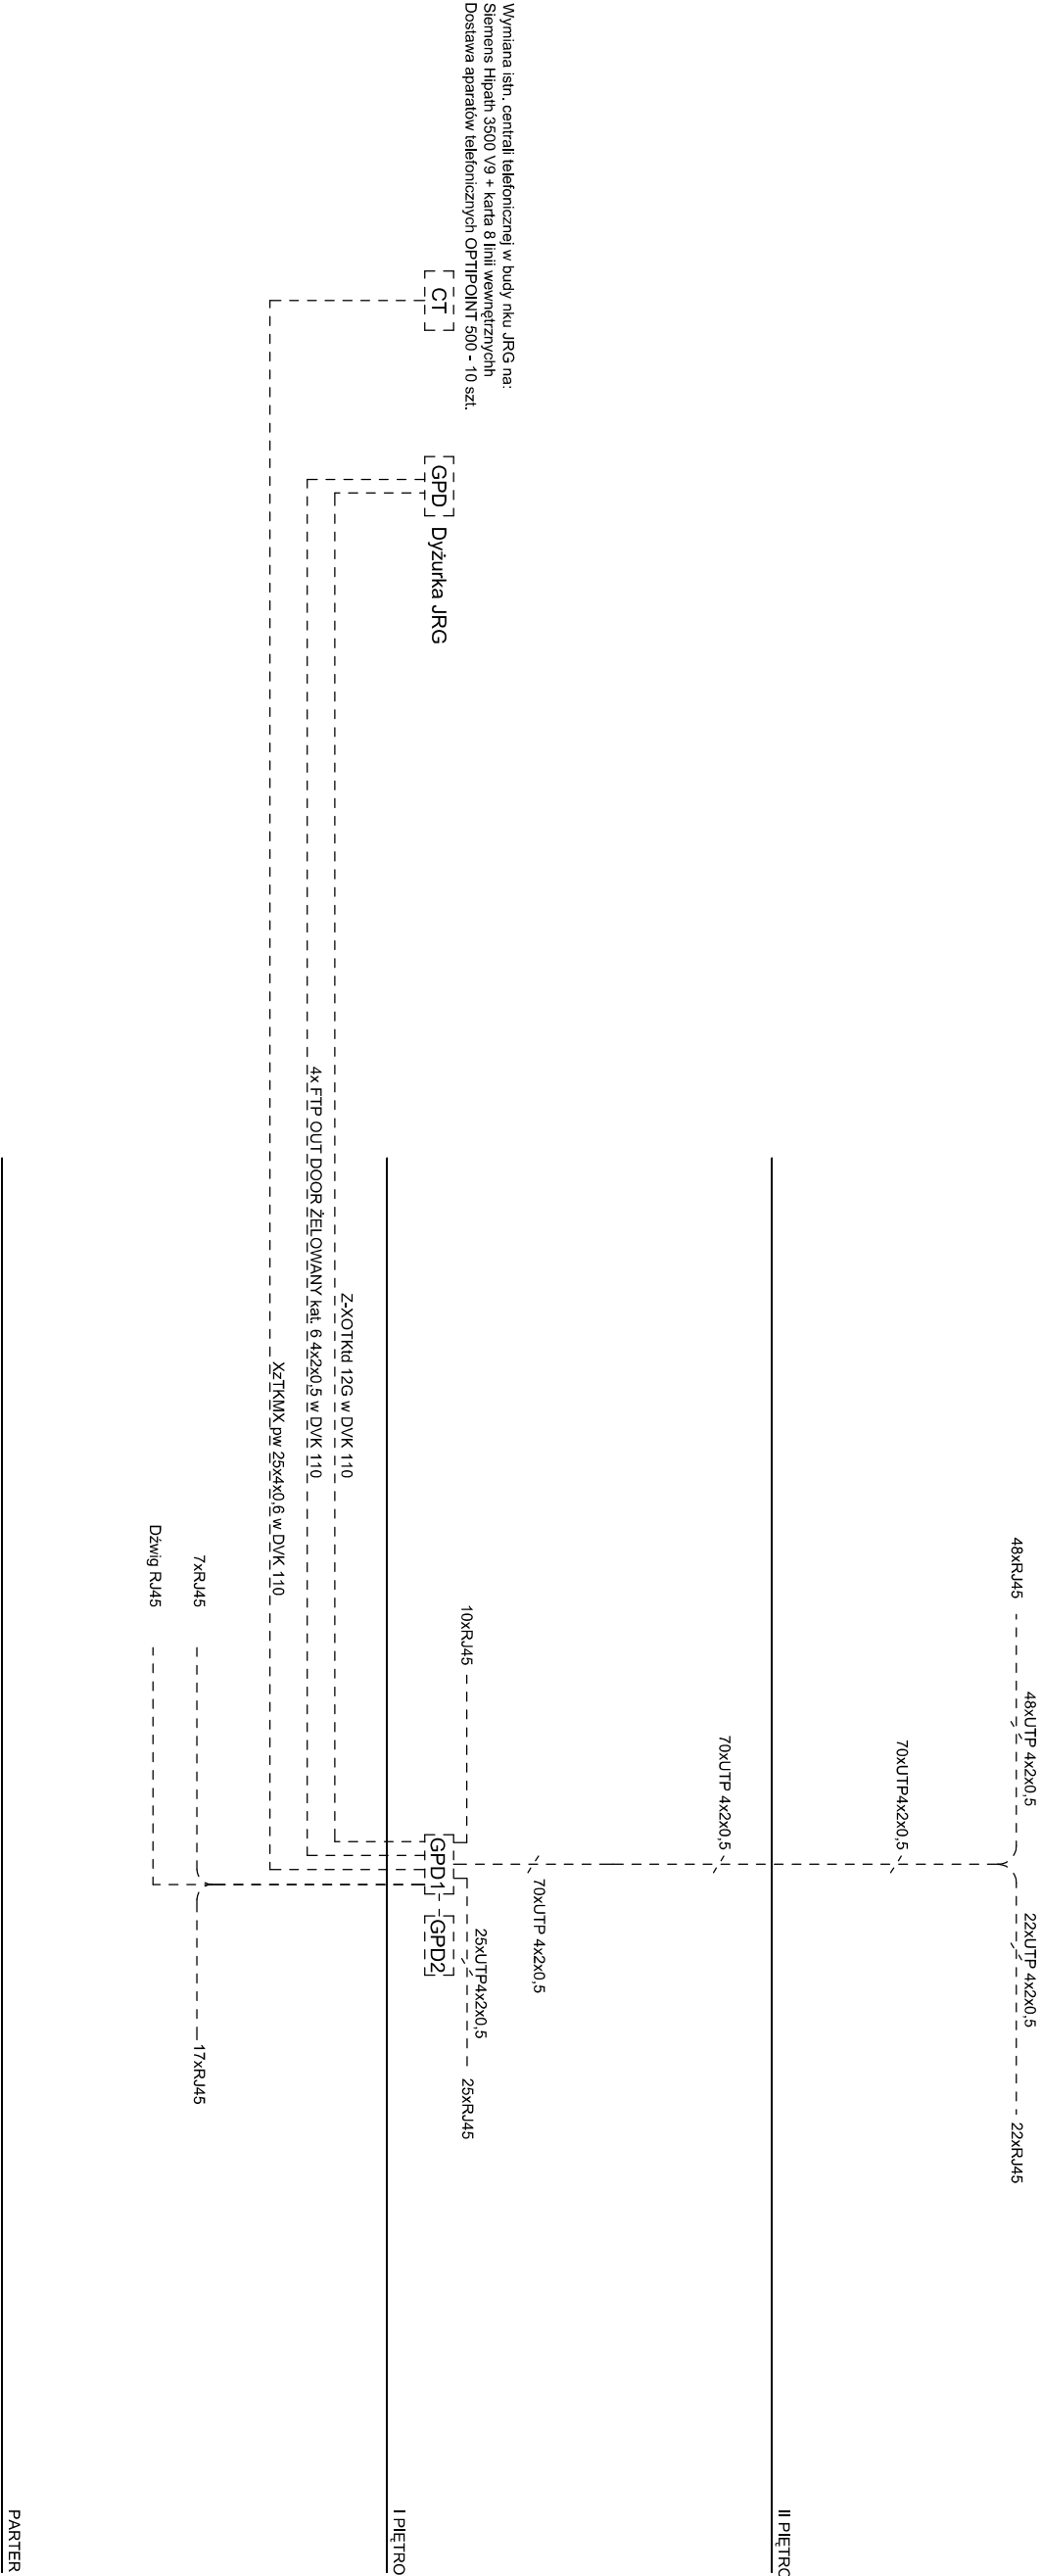 48xRJ45
48xUTP 4x2x0,5
22xUTP 4x2x0,5
22xRJ45
70xUTP4x2x0,5
II PIĘTRO
70xUTP 4x2x0,5
70xUTP 4x2x0,5
Wymiana istn. centrali telefonicznej w budy nku JRG na:
Siemens Hipath 3500 V9 + karta 8 linii wewnętrznychh
Dostawa aparatów telefonicznych OPTIPOINT 500 - 10 szt.
10xRJ45
25xUTP4x2x0,5
25xRJ45
CT
GPD
Dyżurka JRG
GPD1
GPD2
I PIĘTRO
Z-XOTKtd 12G w DVK 110
4x FTP OUT DOOR ŻELOWANY kat. 6 4x2x0,5 w DVK 110
XzTKMX pw 25x4x0,6 w DVK 110
7xRJ45
17xRJ45
Dźwig RJ45
PARTER